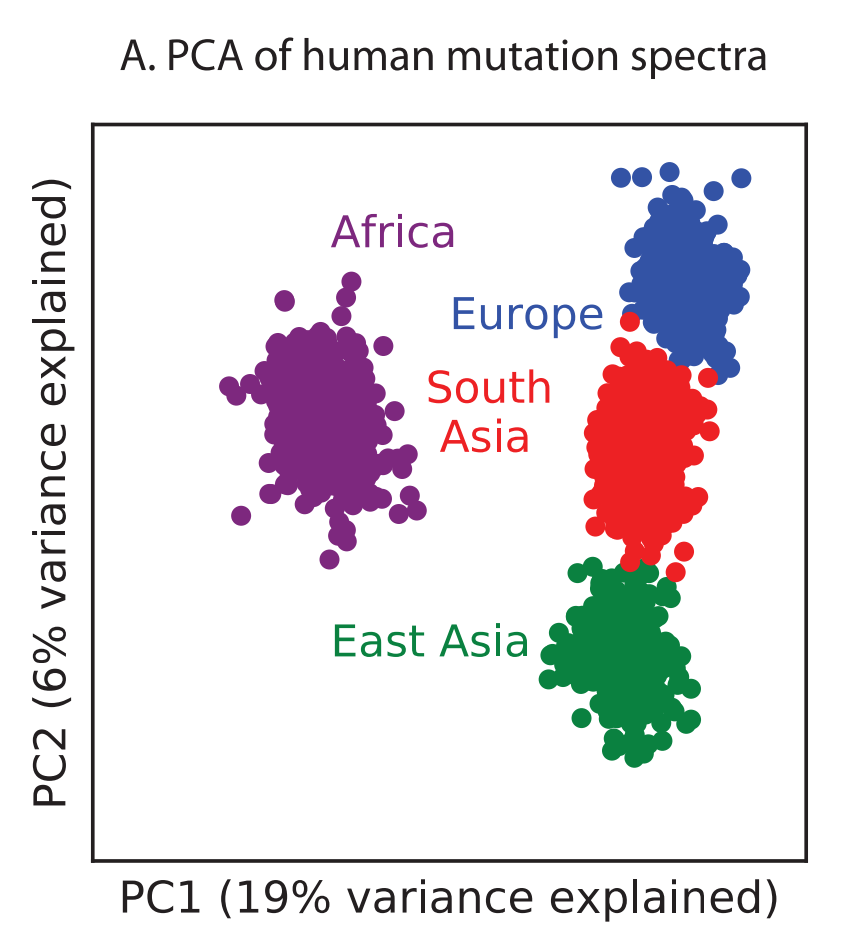 A. PCA of human mutation spectra
Africa
Europe
South
Asia
East Asia
PC2 (6% variance explained)
PC1 (19% variance explained)